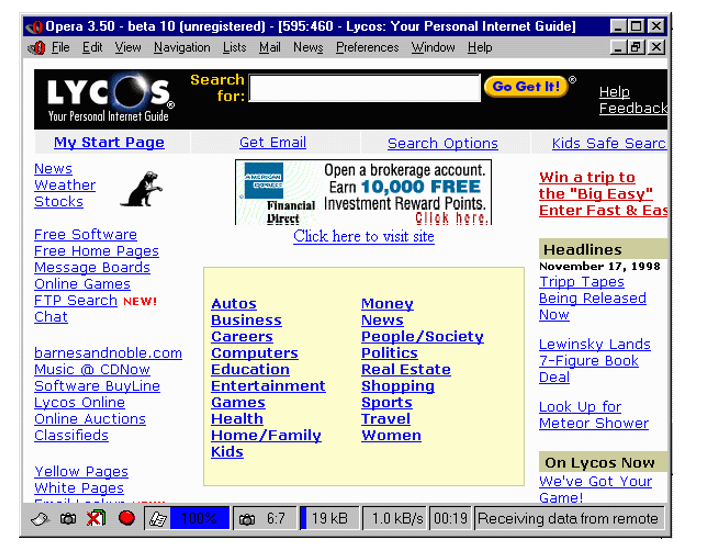 Opera 3.50 - beta 10 (unregistered) - [595:460 - Lycos: Your Personal Internet Guide]
File Edit View Navigation Lists Mail News Preferences Window Help
LYCOS®
Your Personal Internet Guide
Search for:
Go Get It!®
Help
Feedback
My Start Page Get Email Search Options Kids Safe Searc
News
Weather
Stocks
Free Software
Free Home Pages
Message Boards
Online Games
FTP Search NEW!
Chat
barnesandnoble.com
Music @ CDNow
Software BuyLine
Lycos Online
Online Auctions
Classifieds
Yellow Pages
White Pages
AMERICAN EXPRESS
Financial
Direct
Open a brokerage account.
Earn 10,000 FREE
Investment Reward Points.
Click here.
Click here to visit site
Autos
Business
Careers
Computers
Education
Entertainment
Games
Health
Home/Family
Kids
Money
News
People/Society
Politics
Real Estate
Shopping
Sports
Travel
Women
Win a trip to
the "Big Easy"
Enter Fast & Eas
Headlines
November 17, 1998
Tripp Tapes
Being Released
Now
Lewinsky Lands
7-Figure Book
Deal
Look Up for
Meteor Shower
On Lycos Now
We've Got Your
Game!
100% 6:7 19 kB 1.0 kB/s 00:19 Receiving data from remote